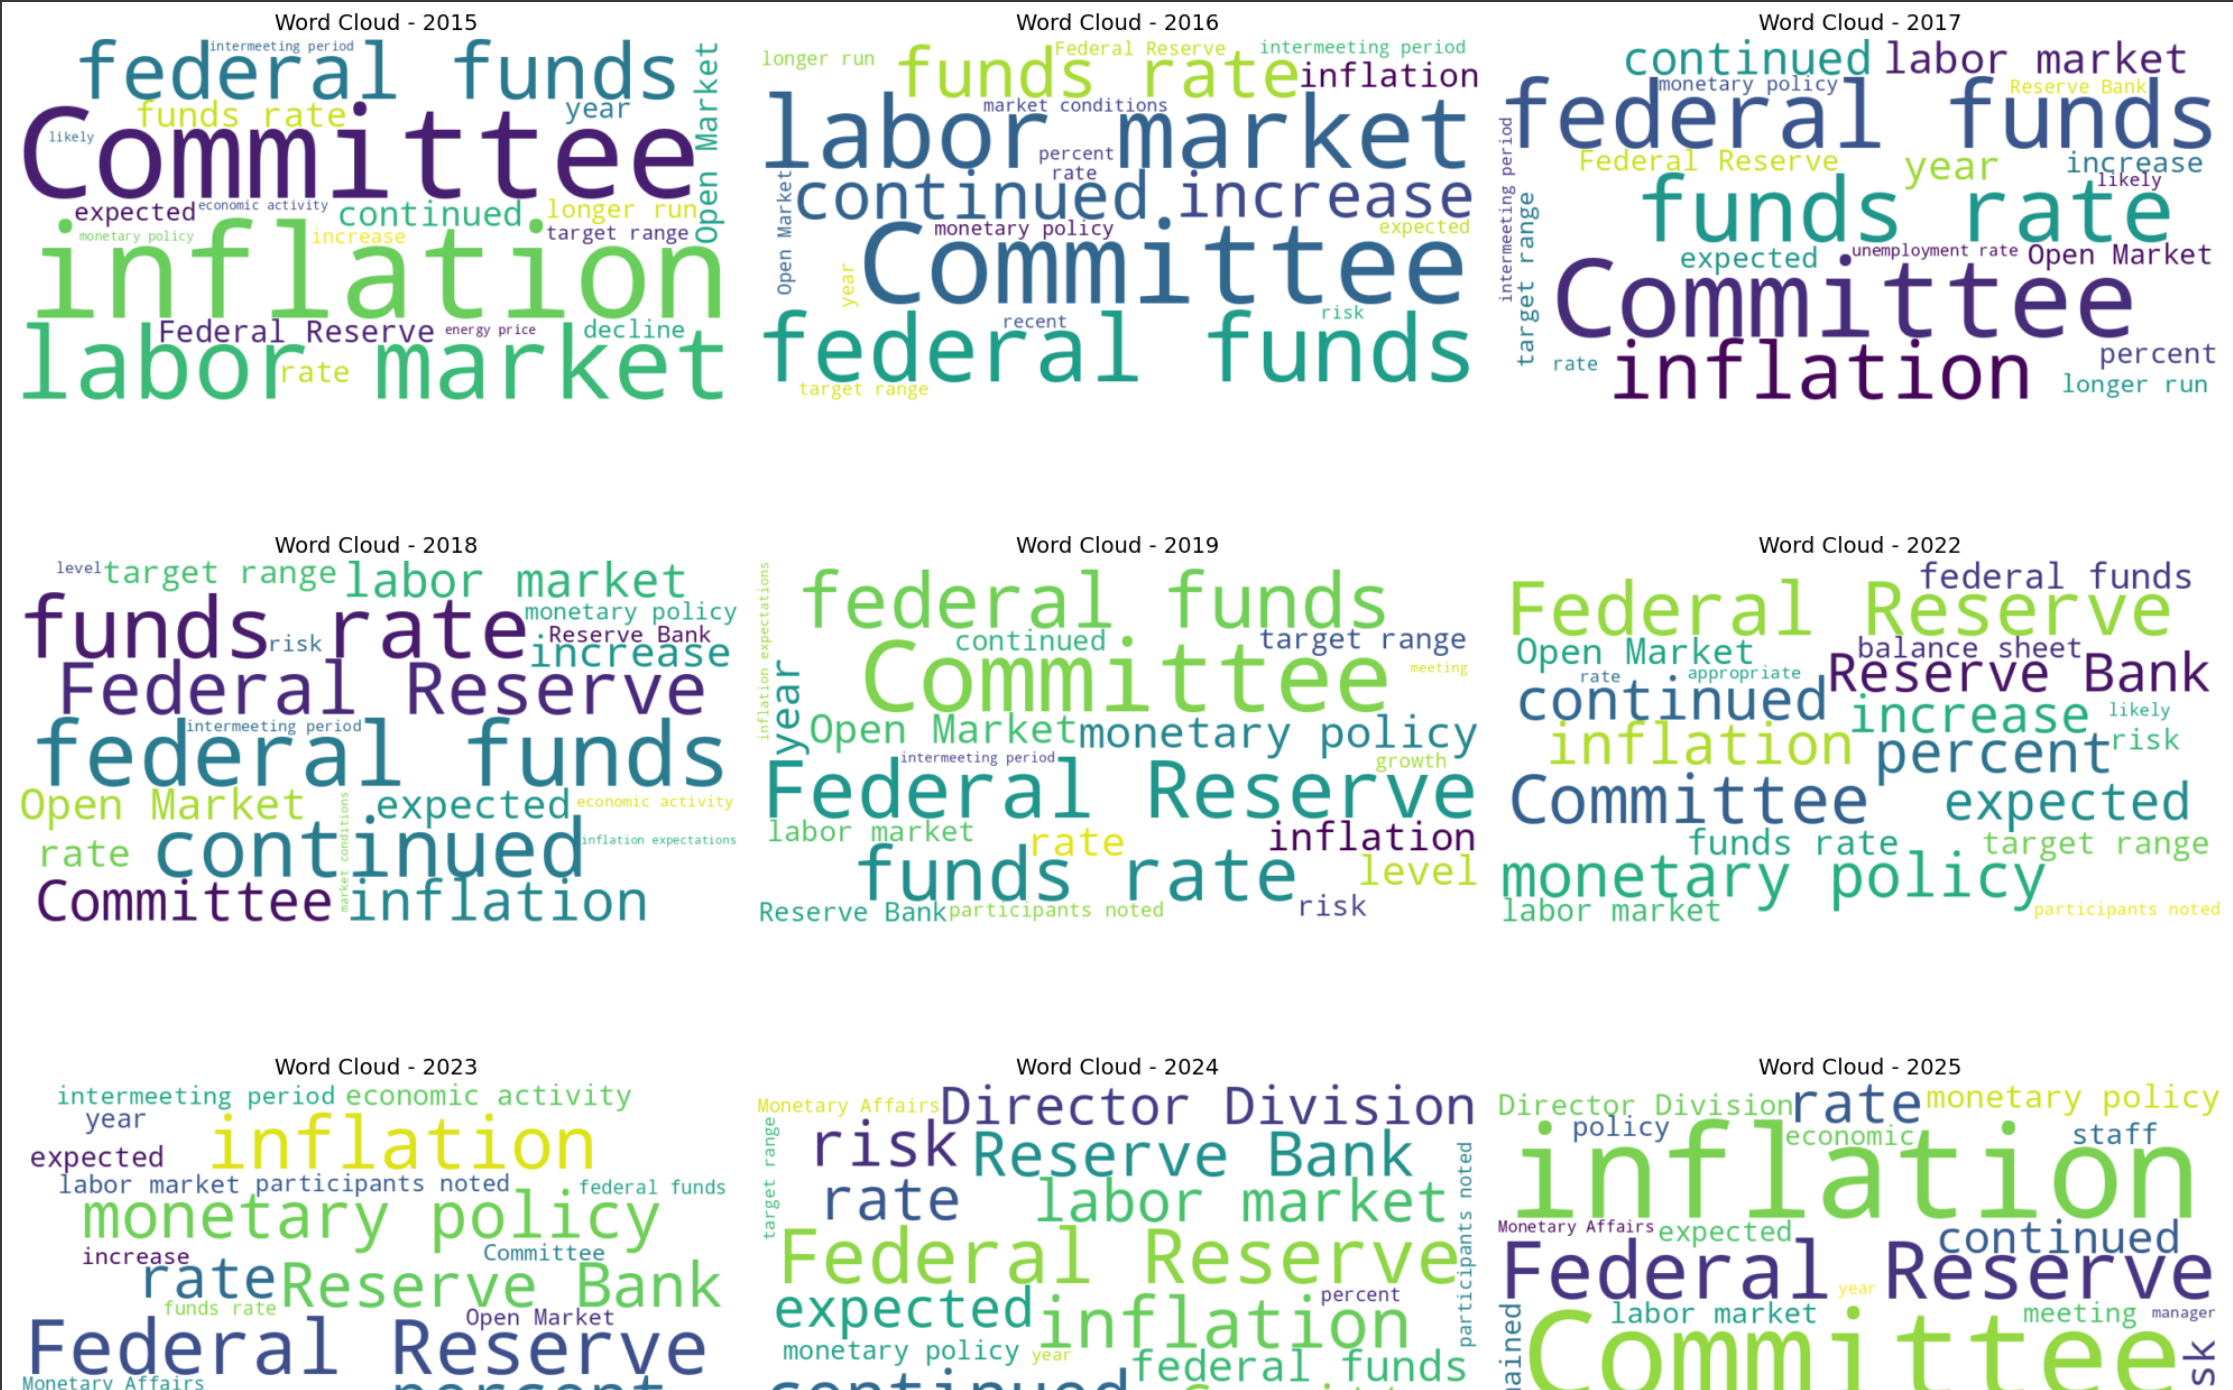 Word Cloud - 2015
intermeeting period
federal funds
Open Market
funds rate
year
likely
Committee
expected
economic activity
continued
longer run
monetary policy
increase
target range
inflation
Federal Reserve
energy price
decline
labor market
rate
Word Cloud - 2016
longer run
Federal Reserve
intermeeting period
funds rate
inflation
market conditions
labor market
percent
rate
Open Market
continued
increase
monetary policy
expected
Committee
year
recent
risk
federal funds
target range
Word Cloud - 2017
continued
labor market
monetary policy
Reserve Bank
federal funds
intermeeting period
Federal Reserve
year
increase
likely
target range
funds rate
expected
unemployment rate
Open Market
Committee
rate
inflation
percent
longer run
Word Cloud - 2018
level
target range
labor market
funds rate
monetary policy
risk
Reserve Bank
increase
Federal Reserve
intermeeting period
federal funds
Open Market
market conditions
expected
economic activity
rate
continued
inflation expectations
Committee
inflation
Word Cloud - 2019
inflation expectations
federal funds
continued
target range
year
Committee
meeting
Open Market
monetary policy
intermeeting period
growth
Federal Reserve
labor market
rate
inflation
funds rate
level
Reserve Bank
participants noted
risk
Word Cloud - 2022
federal funds
Federal Reserve
Open Market
balance sheet
rate
appropriate
Reserve Bank
continued
increase
likely
inflation
percent
risk
Committee
expected
funds rate
target range
monetary policy
labor market
participants noted
Word Cloud - 2023
intermeeting period
economic activity
year
inflation
expected
labor market
participants noted
federal funds
monetary policy
increase
Committee
rate
Reserve Bank
funds rate
Open Market
Federal Reserve
Monetary Affairs
percent
Word Cloud - 2024
Monetary Affairs
Director Division
target range
risk
Reserve Bank
participants noted
rate
labor market
Federal Reserve
expected
percent
inflation
monetary policy
year
federal funds
continued
Word Cloud - 2025
Director Division
rate
monetary policy
policy
economic
staff
inflation
Monetary Affairs
expected
continued
Federal Reserve
year
labor market
meeting
manager
Committee